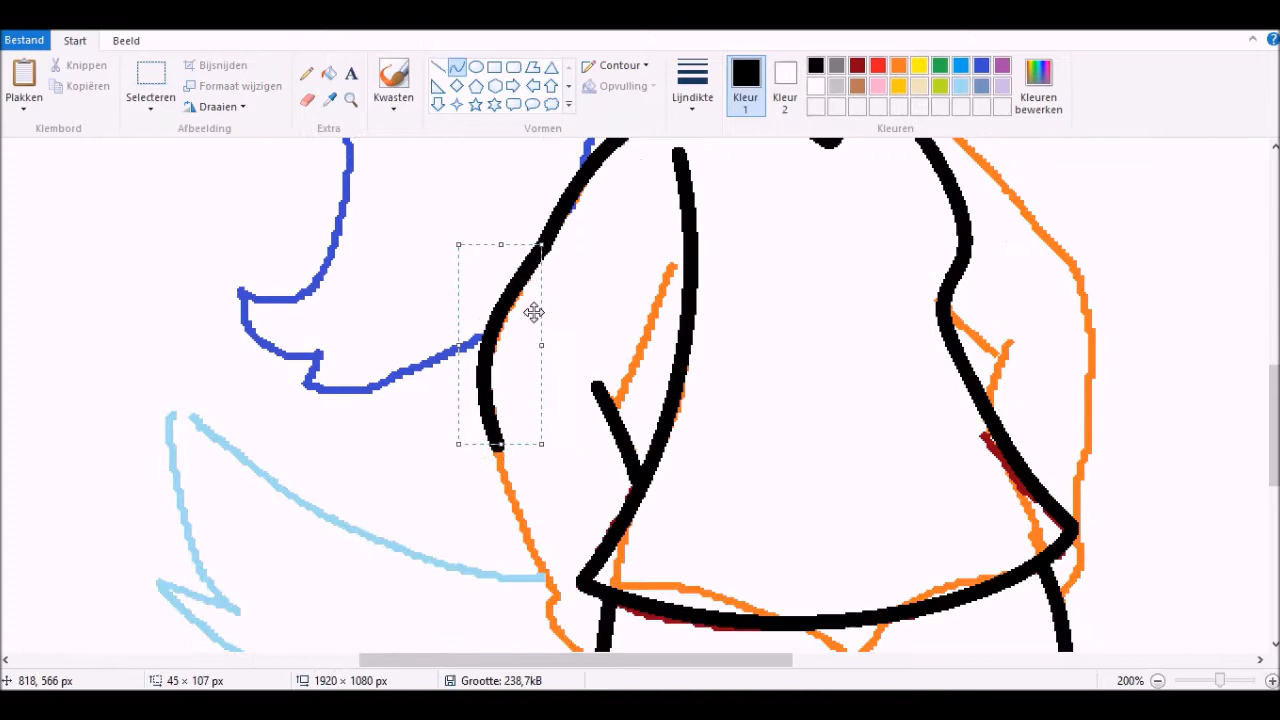 Bestand Start Beeld
Plakken
Knippen
Kopiëren
Klembord
Selecteren
Bijsnijden
Formaat wijzigen
Draaien
Afbeelding
A
Extra
Kwasten
Vormen
Contour
Opvulling
Lijndikte
Kleur
1
Kleur
2
Kleuren
bewerken
Kleuren
818, 566 px 45 × 107 px 1920 × 1080 px Grootte: 238,7kB 200%